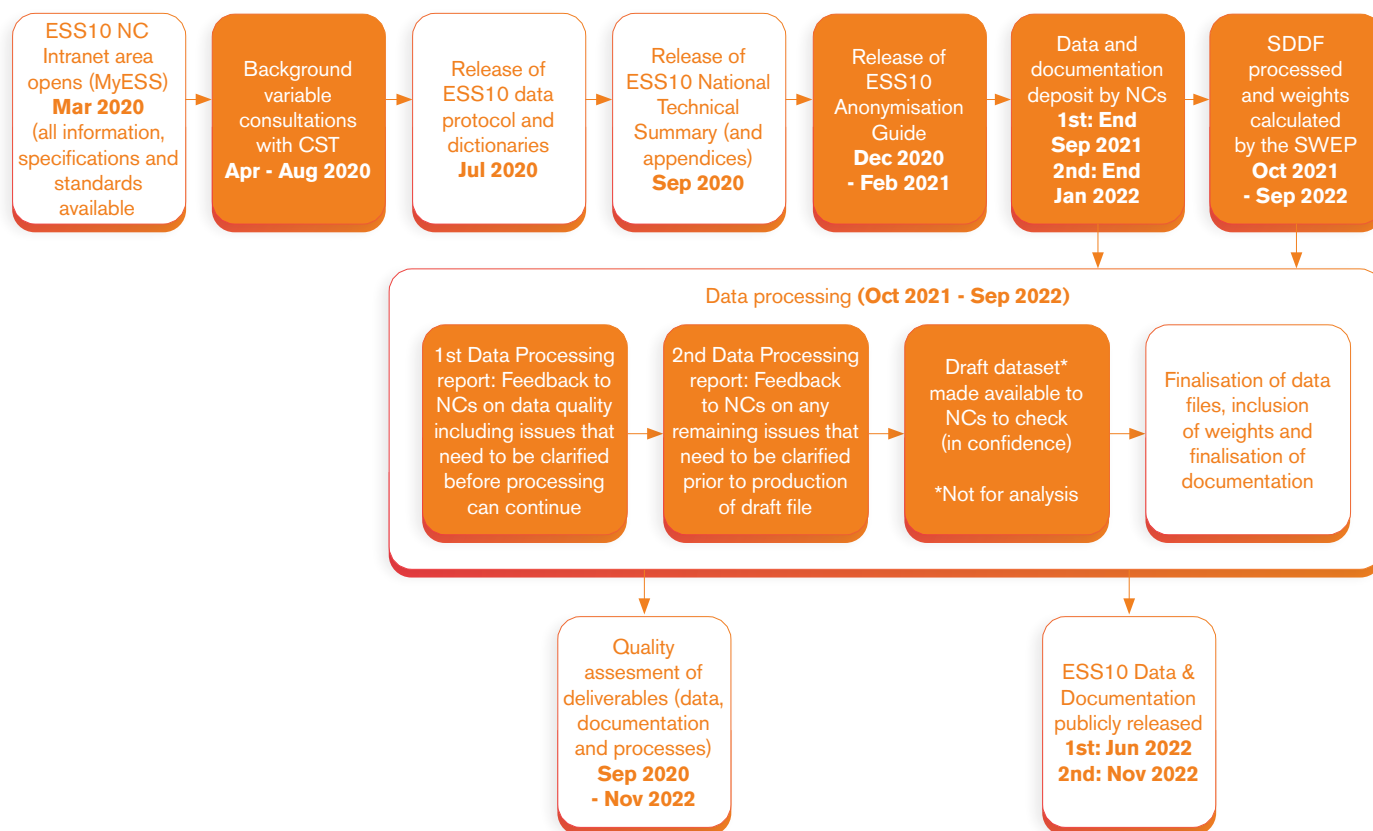 ESS10 NC
Intranet area
opens (MyESS)
Mar 2020
(all information,
specifications and
standards
available
Background
variable
consultations
with CST
Apr - Aug 2020
Release of
ESS10 data
protocol and
dictionaries
Jul 2020
Release of
ESS10 National
Technical
Summary (and
appendices)
Sep 2020
Release of
ESS10
Anonymisation
Guide
Dec 2020
- Feb 2021
Data and
documentation
deposit by NCs
1st: End
Sep 2021
2nd: End
Jan 2022
SDDF
processed
and weights
calculated
by the SWEP
Oct 2021
- Sep 2022
Data processing (Oct 2021 - Sep 2022)
1st Data Processing
report: Feedback to
NCs on data quality
including issues that
need to be clarified
before processing
can continue
2nd Data Processing
report: Feedback
to NCs on any
remaining issues that
need to be clarified
prior to production
of draft file
Draft dataset*
made available to
NCs to check
(in confidence)
*Not for analysis
Finalisation of data
files, inclusion
of weights and
finalisation of
documentation
Quality
assesment of
deliverables (data,
documentation
and processes)
Sep 2020
- Nov 2022
ESS10 Data &
Documentation
publicly released
1st: Jun 2022
2nd: Nov 2022